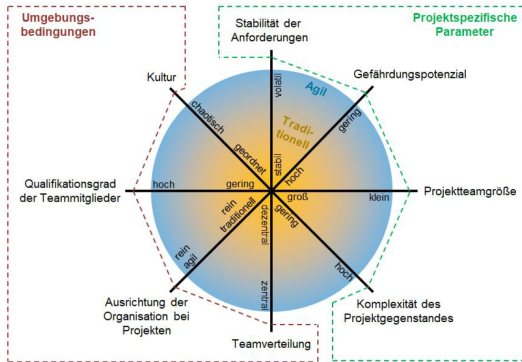 Umgebungs-
bedingungen
Projektspezifische
Parameter
Stabilität der
Anforderungen
Kultur
Gefährdungspotenzial
volatil
Agil
chaotisch
gering
Tradi-
tionell
geordnet
stabil
hoch
Qualifikationsgrad
der Teammitglieder
hoch
gering
groß
klein
Projektteamgröße
rein
traditionell
dezentral
gering
rein
agil
zentral
hoch
Ausrichtung der
Organisation bei
Projekten
Komplexität des
Projektgegenstandes
Teamverteilung